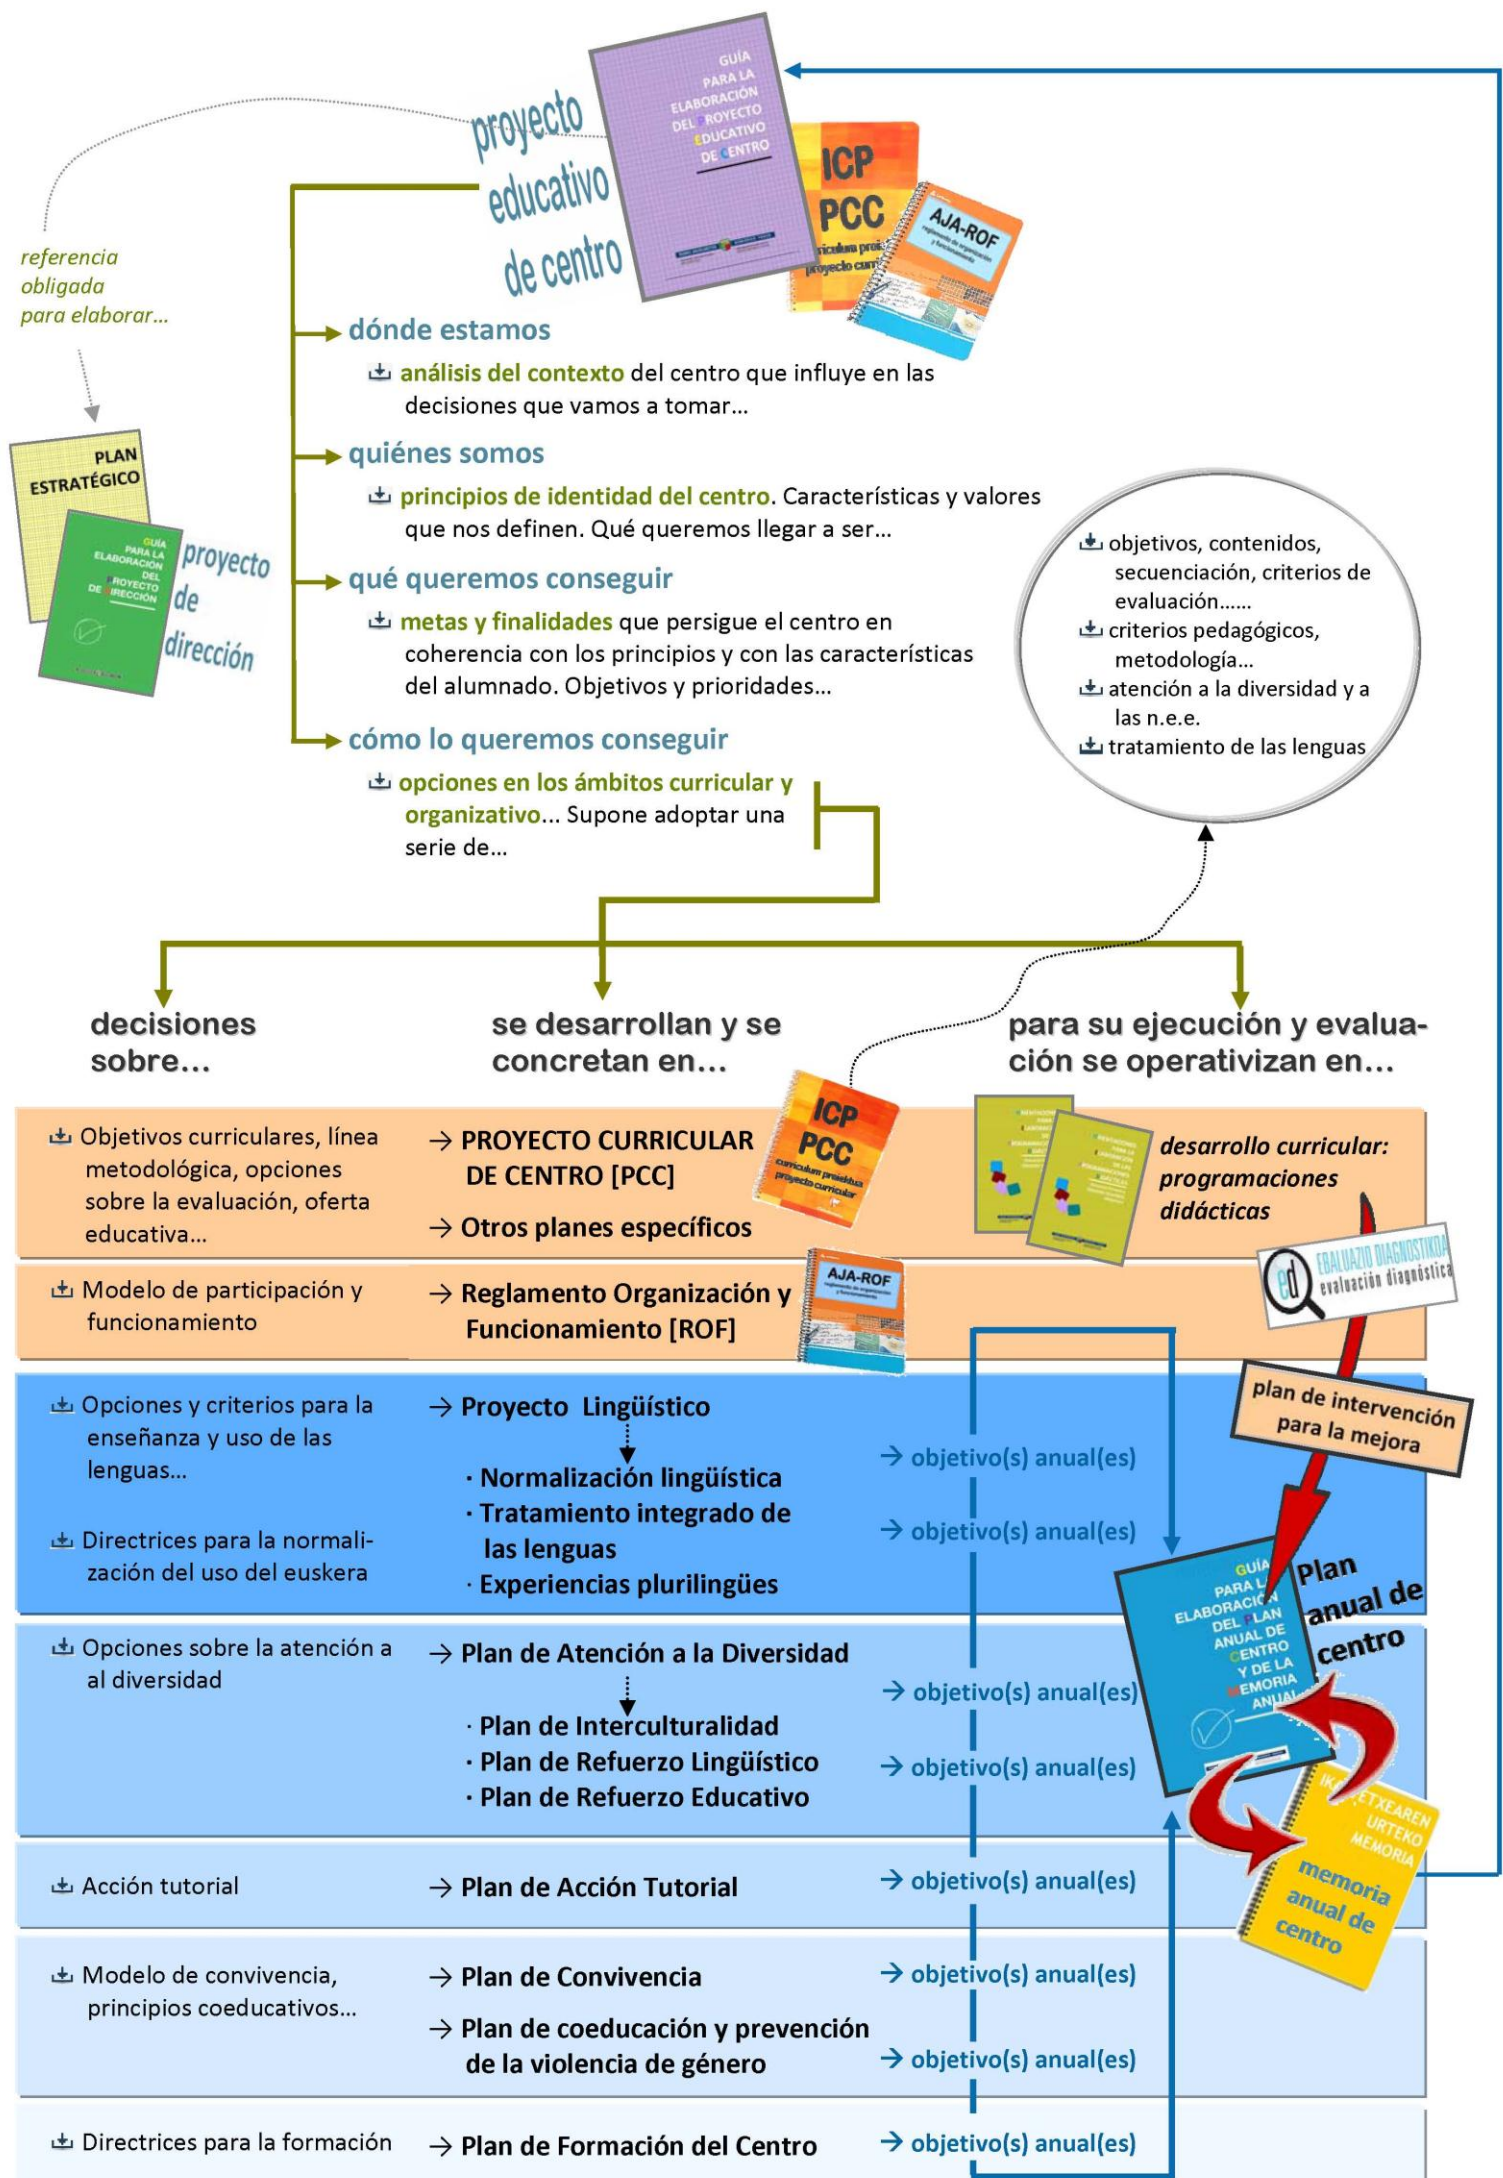 GUÍA
PARA LA
ELABORACIÓN
DEL PROYECTO
EDUCATIVO
DE CENTRO
proyecto
educativo
de centro
ICP
PCC
AJA-ROF
reglamento de organización
y funcionamiento
referencia
obligada
para elaborar...
dónde estamos
análisis del contexto del centro que influye en las
decisiones que vamos a tomar...
quiénes somos
principios de identidad del centro. Características y valores
que nos definen. Qué queremos llegar a ser...
qué queremos conseguir
metas y finalidades que persigue el centro en
coherencia con los principios y con las características
del alumnado. Objetivos y prioridades...
cómo lo queremos conseguir
opciones en los ámbitos curricular y
organizativo... Supone adoptar una
serie de...
PLAN
ESTRATÉGICO
GUÍA
PARA LA
ELABORACIÓN
DEL
PROYECTO
DE DIRECCIÓN
proyecto
de
dirección
objetivos, contenidos,
secuenciación, criterios de
evaluación......
criterios pedagógicos,
metodología...
atención a la diversidad y a
las n.e.e.
tratamiento de las lenguas
decisiones
sobre...
se desarrollan y se
concretan en...
para su ejecución y evalua-
ción se operativizan en...
Objetivos curriculares, línea
metodológica, opciones
sobre la evaluación, oferta
educativa...
→ PROYECTO CURRICULAR
DE CENTRO [PCC]
→ Otros planes específicos
ICP
PCC
curriculum proiektua
proyecto curricular
desarrollo curricular:
programaciones
didácticas
EBALUAZIO DIAGNOSTIKOA
ed evaluación diagnóstica
Modelo de participación y
funcionamiento
→ Reglamento Organización y
Funcionamiento [ROF]
AJA-ROF
reglamento de organización
y funcionamiento
plan de intervención
para la mejora
Opciones y criterios para la
enseñanza y uso de las
lenguas...
Directrices para la normali-
zación del uso del euskera
→ Proyecto Lingüístico
· Normalización lingüística
· Tratamiento integrado de
las lenguas
· Experiencias plurilingües
→ objetivo(s) anual(es)
→ objetivo(s) anual(es)
GUÍA
PARA LA
ELABORACIÓN
DEL PLAN
ANUAL DE
CENTRO
Y DE LA
MEMORIA
ANUAL
Plan
anual de
centro
Opciones sobre la atención a
al diversidad
→ Plan de Atención a la Diversidad
· Plan de Interculturalidad
· Plan de Refuerzo Lingüístico
· Plan de Refuerzo Educativo
→ objetivo(s) anual(es)
→ objetivo(s) anual(es)
URTEKO
MEMORIA
memoria
anual de
centro
Acción tutorial
→ Plan de Acción Tutorial
→ objetivo(s) anual(es)
Modelo de convivencia,
principios coeducativos...
→ Plan de Convivencia
→ Plan de coeducación y prevención
de la violencia de género
→ objetivo(s) anual(es)
→ objetivo(s) anual(es)
Directrices para la formación
→ Plan de Formación del Centro
→ objetivo(s) anual(es)